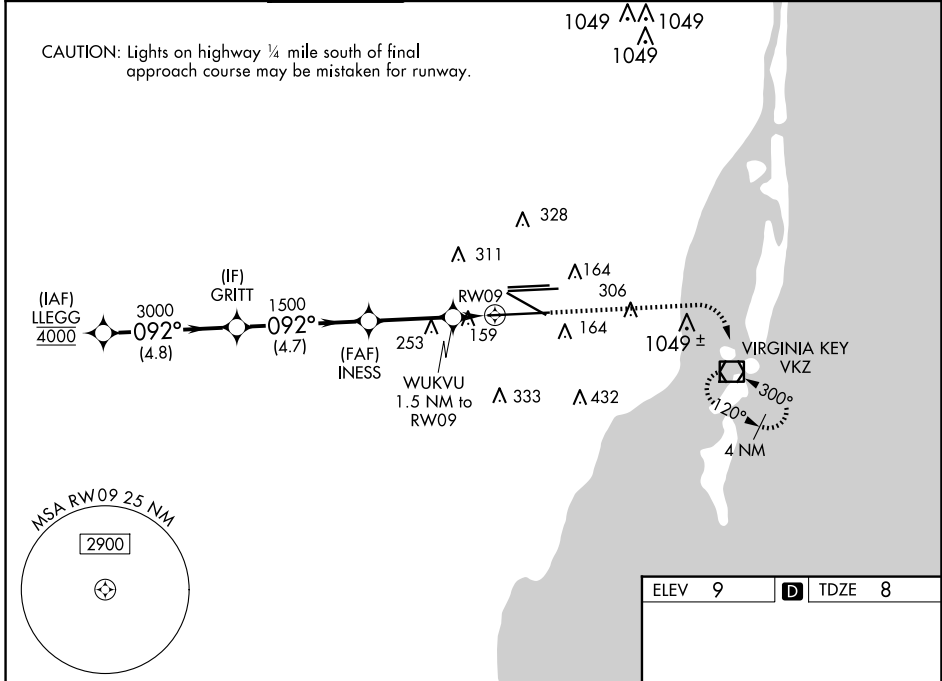 1049 1049
1049
CAUTION: Lights on highway ¼ mile south of final
approach course may be mistaken for runway.
328
311
164
306
RW09
(IAF)
LLEGG
4000
3000
092°
(4.8)
(IF)
GRITT
1500
092°
(4.7)
(FAF)
INESS
253
159
164
1049 ±
WUKVU
1.5 NM to
RW09
333
432
VIRGINIA KEY
VKZ
300°
120°
4 NM
MSA RW09 25 NM
2900
ELEV 9 D TDZE 8